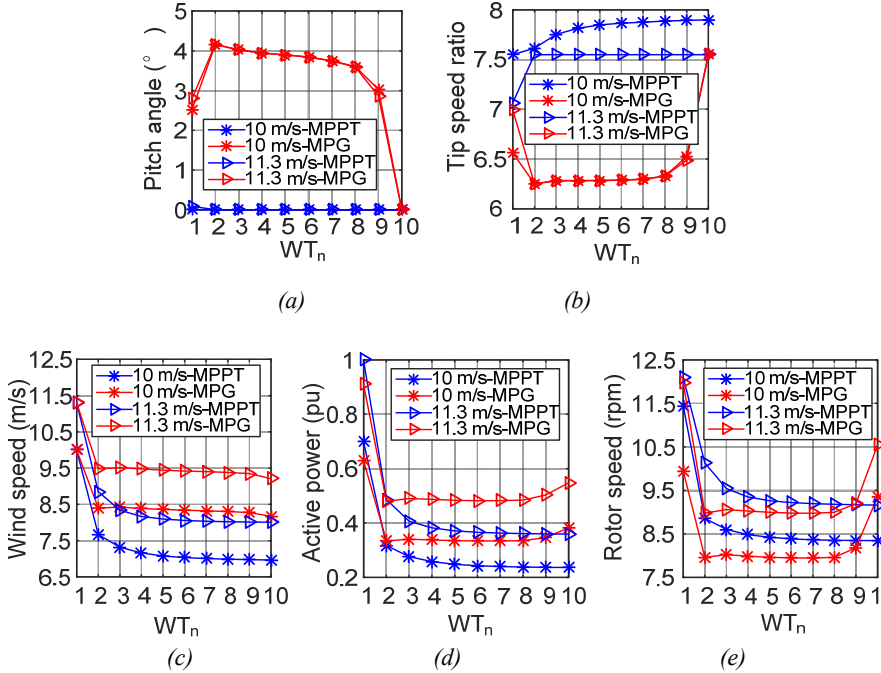 5
4
3
2
1
0
Pitch angle (°)
10 m/s-MPPT
10 m/s-MPG
11.3 m/s-MPPT
11.3 m/s-MPG
1 2 3 4 5 6 7 8 9 10
WTn
(a)
8
7.5
7
6.5
6
Tip speed ratio
10 m/s-MPPT
10 m/s-MPG
11.3 m/s-MPPT
11.3 m/s-MPG
1 2 3 4 5 6 7 8 9 10
WTn
(b)
12.5
11.5
10.5
9.5
8.5
7.5
6.5
Wind speed (m/s)
10 m/s-MPPT
10 m/s-MPG
11.3 m/s-MPPT
11.3 m/s-MPG
1 2 3 4 5 6 7 8 9 10
WTn
(c)
1
0.8
0.6
0.4
0.2
Active power (pu)
10 m/s-MPPT
10 m/s-MPG
11.3 m/s-MPPT
11.3 m/s-MPG
1 2 3 4 5 6 7 8 9 10
WTn
(d)
12.5
11.5
10.5
9.5
8.5
7.5
Rotor speed (rpm)
10 m/s-MPPT
10 m/s-MPG
11.3 m/s-MPPT
11.3 m/s-MPG
1 2 3 4 5 6 7 8 9 1
WTn
(e)